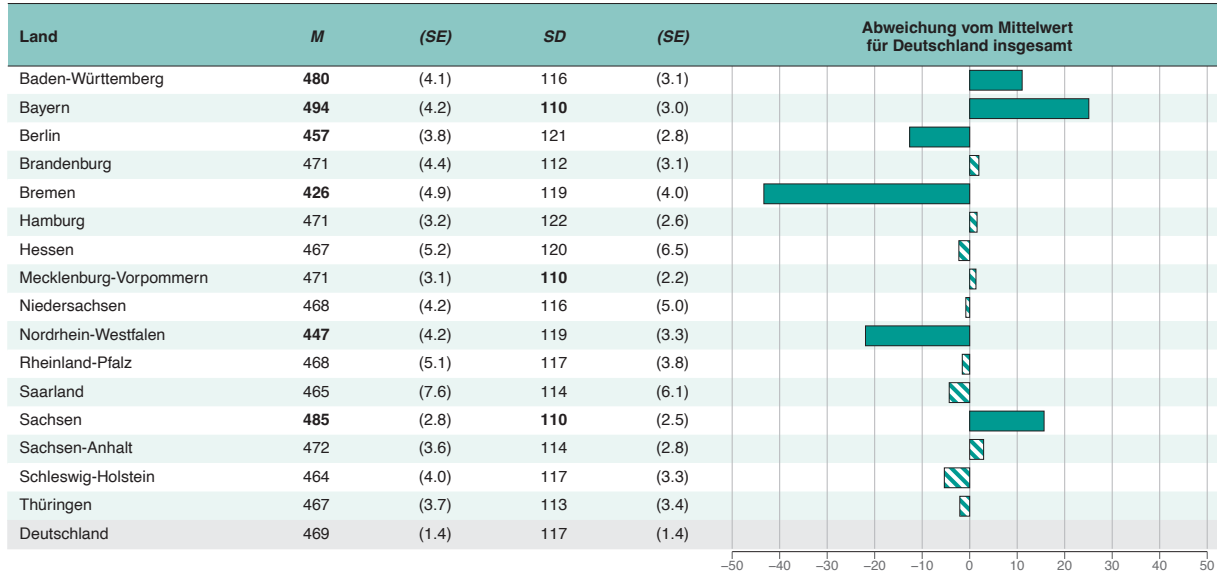 Land M (SE) SD (SE) Abweichung vom Mittelwert
für Deutschland insgesamt
Baden-Württemberg 480 (4.1) 116 (3.1)
Bayern 494 (4.2) 110 (3.0)
Berlin 457 (3.8) 121 (2.8)
Brandenburg 471 (4.4) 112 (3.1)
Bremen 426 (4.9) 119 (4.0)
Hamburg 471 (3.2) 122 (2.6)
Hessen 467 (5.2) 120 (6.5)
Mecklenburg-Vorpommern 471 (3.1) 110 (2.2)
Niedersachsen 468 (4.2) 116 (5.0)
Nordrhein-Westfalen 447 (4.2) 119 (3.3)
Rheinland-Pfalz 468 (5.1) 117 (3.8)
Saarland 465 (7.6) 114 (6.1)
Sachsen 485 (2.8) 110 (2.5)
Sachsen-Anhalt 472 (3.6) 114 (2.8)
Schleswig-Holstein 464 (4.0) 117 (3.3)
Thüringen 467 (3.7) 113 (3.4)
Deutschland 469 (1.4) 117 (1.4)
−50 −40 −30 −20 −10 0 10 20 30 40 50